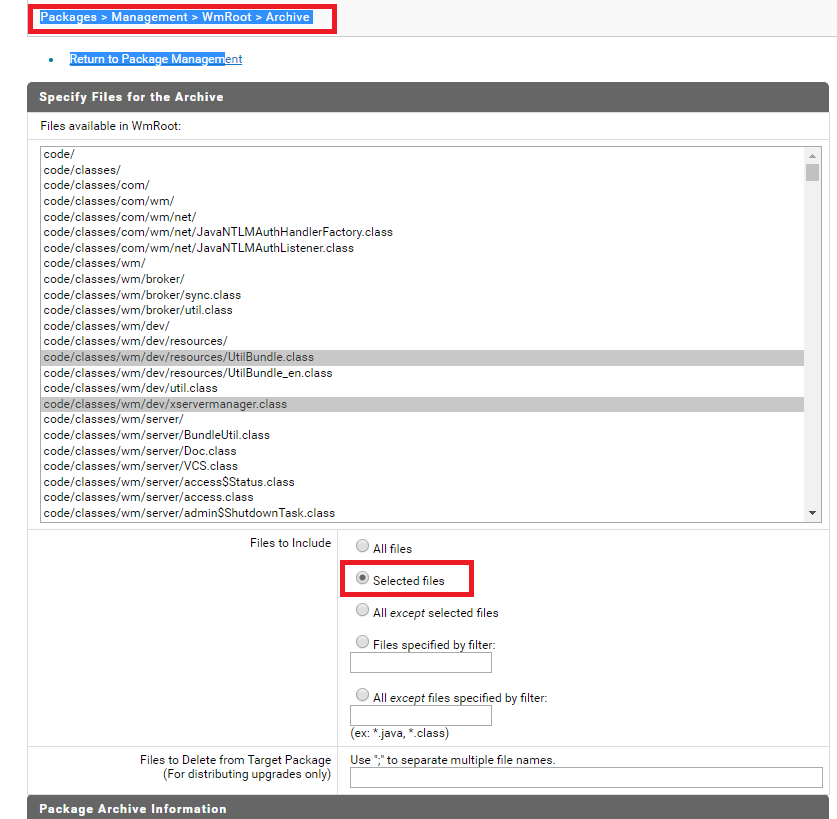 Packages > Management > WmRoot > Archive
Return to Package Management
Specify Files for the Archive
Files available in WmRoot:
code/
code/classes/
code/classes/com/
code/classes/com/wm/
code/classes/com/wm/net/
code/classes/com/wm/net/JavaNTLMAuthHandlerFactory.class
code/classes/com/wm/net/JavaNTLMAuthListener.class
code/classes/wm/
code/classes/wm/broker/
code/classes/wm/broker/sync.class
code/classes/wm/broker/util.class
code/classes/wm/dev/
code/classes/wm/dev/resources/
code/classes/wm/dev/resources/UtilBundle.class
code/classes/wm/dev/resources/UtilBundle_en.class
code/classes/wm/dev/util.class
code/classes/wm/dev/xservermanager.class
code/classes/wm/server/
code/classes/wm/server/BundleUtil.class
code/classes/wm/server/Doc.class
code/classes/wm/server/VCS.class
code/classes/wm/server/access$Status.class
code/classes/wm/server/access.class
code/classes/wm/server/admin$ShutdownTask.class
Files to Include
All files
Selected files
All except selected files
Files specified by filter:
All except files specified by filter:
(ex: *.java, *.class)
Files to Delete from Target Package
(For distributing upgrades only)
Use ";" to separate multiple file names.
Package Archive Information